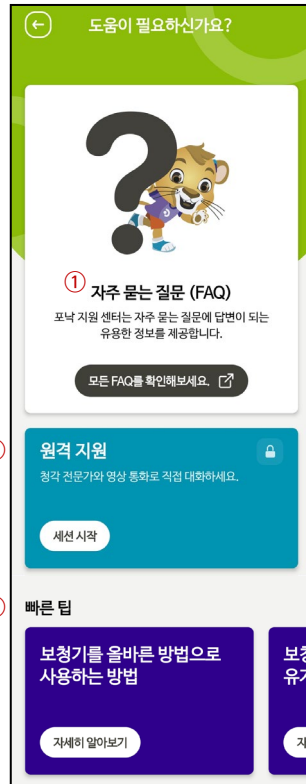 도움이 필요하신가요?
①
자주 묻는 질문 (FAQ)
포낙 지원 센터는 자주 묻는 질문에 답변이 되는
유용한 정보를 제공합니다.
모든 FAQ를 확인해보세요.
원격 지원
청각 전문가와 영상 통화로 직접 대화하세요.
세션 시작
빠른 팁
보청기를 올바른 방법으로
사용하는 방법
자세히 알아보기